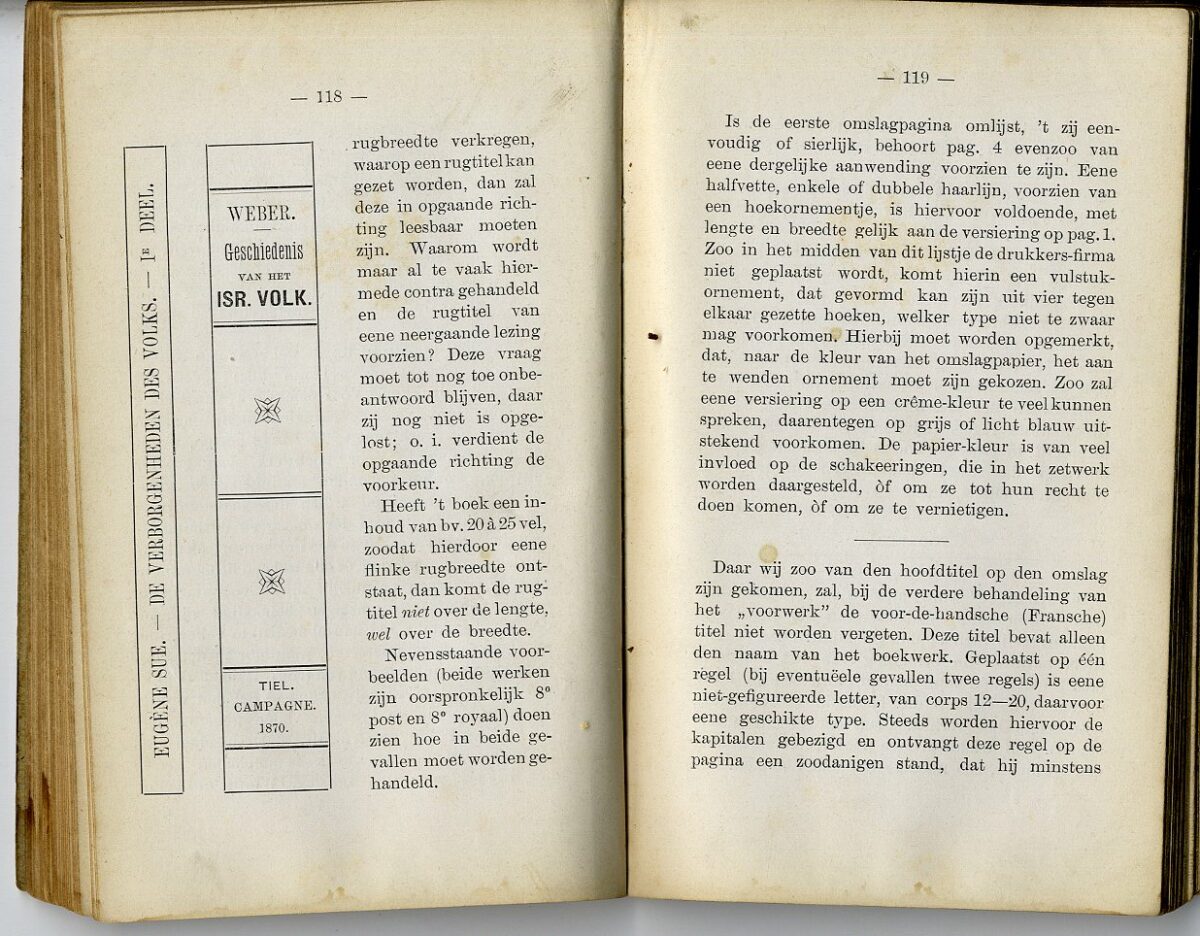 — 118 —
EUGÈNE SUE. — DE VERBORGENHEDEN DES VOLKS. — Iᴱ DEEL.
WEBER.
Geschiedenis
VAN HET
ISR. VOLK.
TIEL.
CAMPAGNE.
1870.
rugbreedte verkregen,
waarop een rugtitel kan
gezet worden, dan zal
deze in opgaande rich-
ting leesbaar moeten
zijn. Waarom wordt
maar al te vaak hier-
mede contra gehandeld
en de rugtitel van
eene neergaande lezing
voorzien? Deze vraag
moet tot nog toe onbe-
antwoord blijven, daar
zij nog niet is opge-
lost; o. i. verdient de
opgaande richting de
voorkeur.
Heeft 't boek een in-
houd van bv. 20 à 25 vel,
zoodat hierdoor eene
flinke rugbreedte ont-
staat, dan komt de rug-
titel niet over de lengte,
wel over de breedte.
Nevensstaande voor-
beelden (beide werken
zijn oorspronkelijk 8°
post en 8° royaal) doen
zien hoe in beide ge-
vallen moet worden ge-
handeld.
— 119 —
Is de eerste omslagpagina omlijst, 't zij een-
voudig of sierlijk, behoort pag. 4 evenzoo van
eene dergelijke aanwending voorzien te zijn. Eene
halfvette, enkele of dubbele haarlijn, voorzien van
een hoekornementje, is hiervoor voldoende, met
lengte en breedte gelijk aan de versiering op pag. 1.
Zoo in het midden van dit lijstje de drukkers-firma
niet geplaatst wordt, komt hierin een vulstuk-
ornement, dat gevormd kan zijn uit vier tegen
elkaar gezette hoeken, welker type niet te zwaar
mag voorkomen. Hierbij moet worden opgemerkt,
dat, naar de kleur van het omslagpapier, het aan
te wenden ornement moet zijn gekozen. Zoo zal
eene versiering op een crême-kleur te veel kunnen
spreken, daarentegen op grijs of licht blauw uit-
stekend voorkomen. De papier-kleur is van veel
invloed op de schakeeringen, die in het zetwerk
worden daargesteld, òf om ze tot hun recht te
doen komen, òf om ze te vernietigen.
Daar wij zoo van den hoofdtitel op den omslag
zijn gekomen, zal, bij de verdere behandeling van
het „voorwerk" de voor-de-handsche (Fransche)
titel niet worden vergeten. Deze titel bevat alleen
den naam van het boekwerk. Geplaatst op één
regel (bij eventuëele gevallen twee regels) is eene
niet-gefigureerde letter, van corps 12—20, daarvoor
eene geschikte type. Steeds worden hiervoor de
kapitalen gebezigd en ontvangt deze regel op de
pagina een zoodanigen stand, dat hij minstens